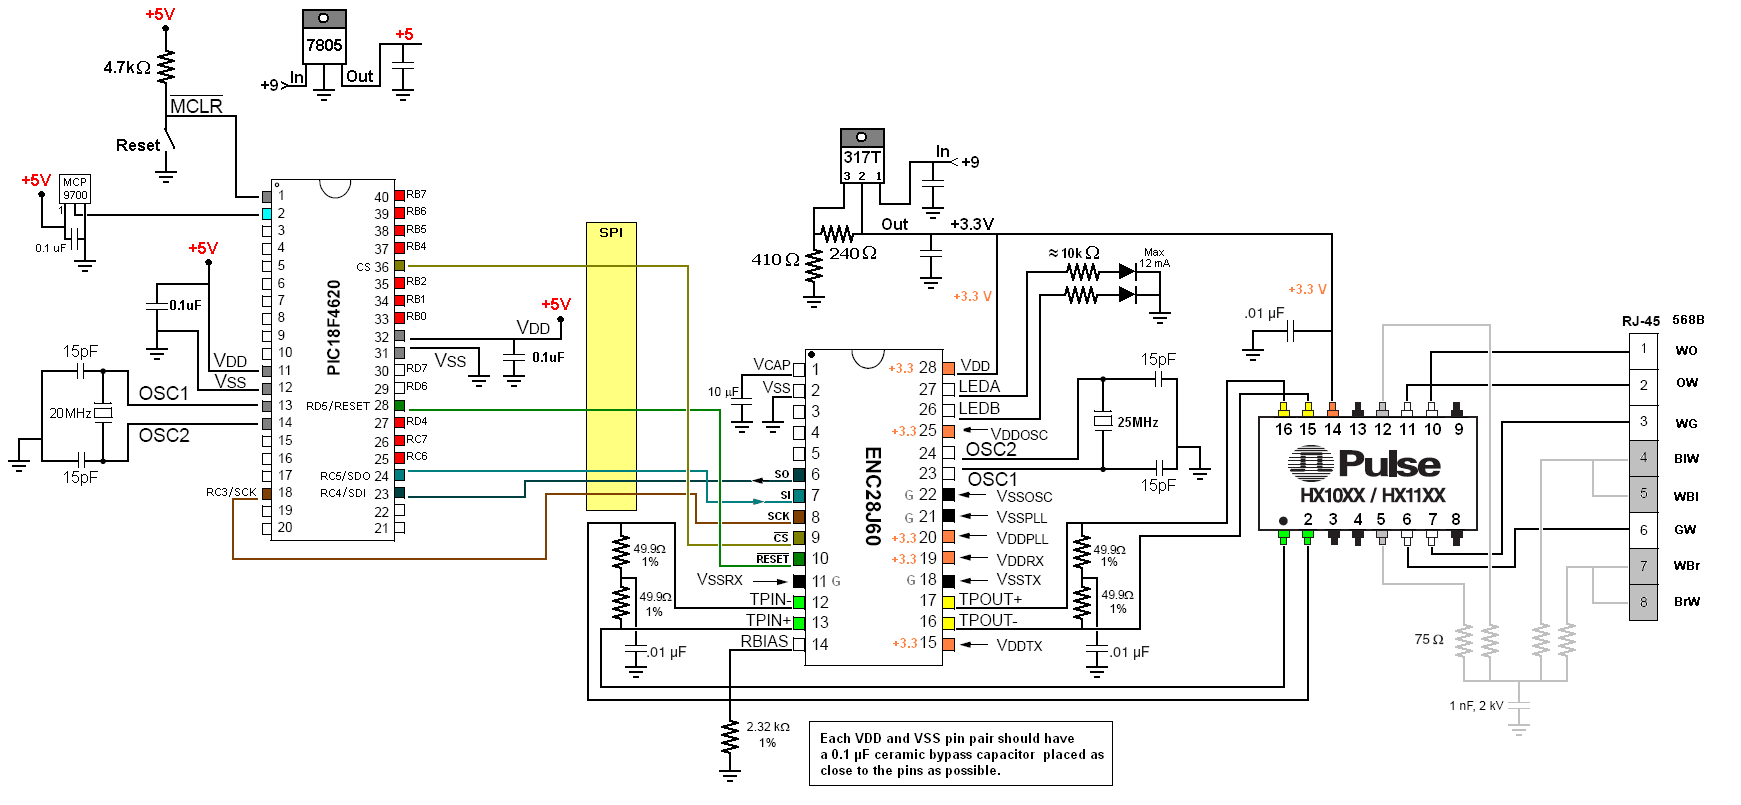 +5V
4.7kΩ
MCLR
Reset
7805
+5
In
Out
+9
+5V
MCP
9700
1
0.1 uF
+5V
0.1uF
VDD
VSS
15pF
OSC1
20MHz
OSC2
15pF
PIC18F4620
1
2
3
4
5
6
7
8
9
10
11
12
13
14
15
16
17
18
19
20
RC3/SCK
40 RB7
39 RB6
38 RB5
37 RB4
CS 36
35 RB2
34 RB1
33 RB0
32
31
30 RD7
29 RD6
RD5/RESET 28
27 RD4
26 RC7
25 RC6
RC5/SDO 24
RC4/SDI 23
22
21
+5V
VDD
VSS
0.1uF
SPI
317T
3 2 1
In
+9
Out
+3.3V
240Ω
410Ω
≈10k Ω
Max
12 mA
+3.3 V
ENC28J60
VCAP 1
VSS 2
10 µF
3
4
5
SO 6
SI 7
SCK 8
CS 9
RESET 10
VSSRX 11 G
TPIN- 12
TPIN+ 13
RBIAS 14
+3.3 28 VDD
27 LEDA
26 LEDB
+3.3 25 VDDOSC
24 OSC2
23 OSC1
G 22 VSSOSC
G 21 VSSPLL
+3.3 20 VDDPLL
+3.3 19 VDDRX
G 18 VSSTX
17 TPOUT+
16 TPOUT-
+3.3 15 VDDTX
15pF
25MHz
15pF
49.9Ω
1%
49.9Ω
1%
.01 µF
2.32 kΩ
1%
49.9Ω
1%
49.9Ω
1%
.01 µF
+3.3 V
.01 µF
16 15 14 13 12 11 10 9
Pulse
HX10XX / HX11XX
2 3 4 5 6 7 8
RJ-45 568B
1 WO
2 OW
3 WG
4 BlW
5 WBl
6 GW
7 WBr
8 BrW
75 Ω
1 nF, 2 kV
Each VDD and VSS pin pair should have
a 0.1 µF ceramic bypass capacitor placed as
close to the pins as possible.